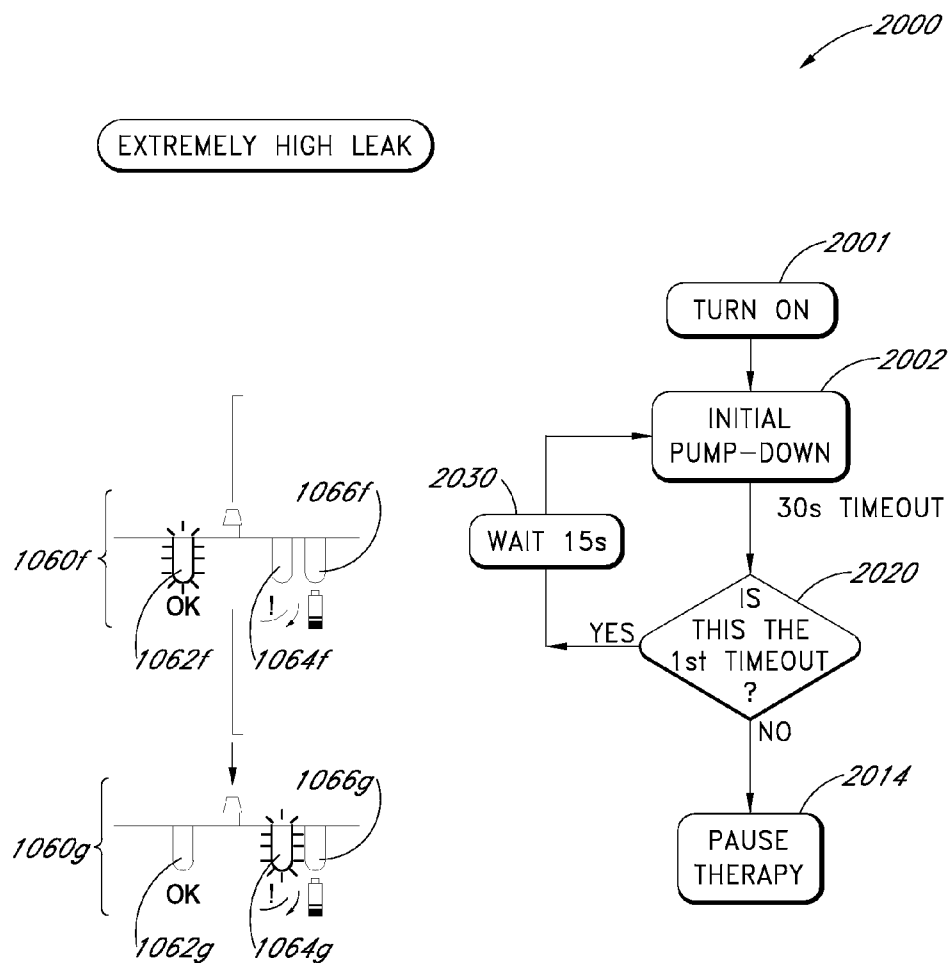 2000
EXTREMELY HIGH LEAK
2001
TURN ON
2002
INITIAL
PUMP-DOWN
30s TIMEOUT
2030
WAIT 15s
2020
IS
THIS THE
1st TIMEOUT
?
YES
NO
2014
PAUSE
THERAPY
1066f
1060f
OK
!
1062f
1064f
1066g
1060g
OK
!
1062g
1064g